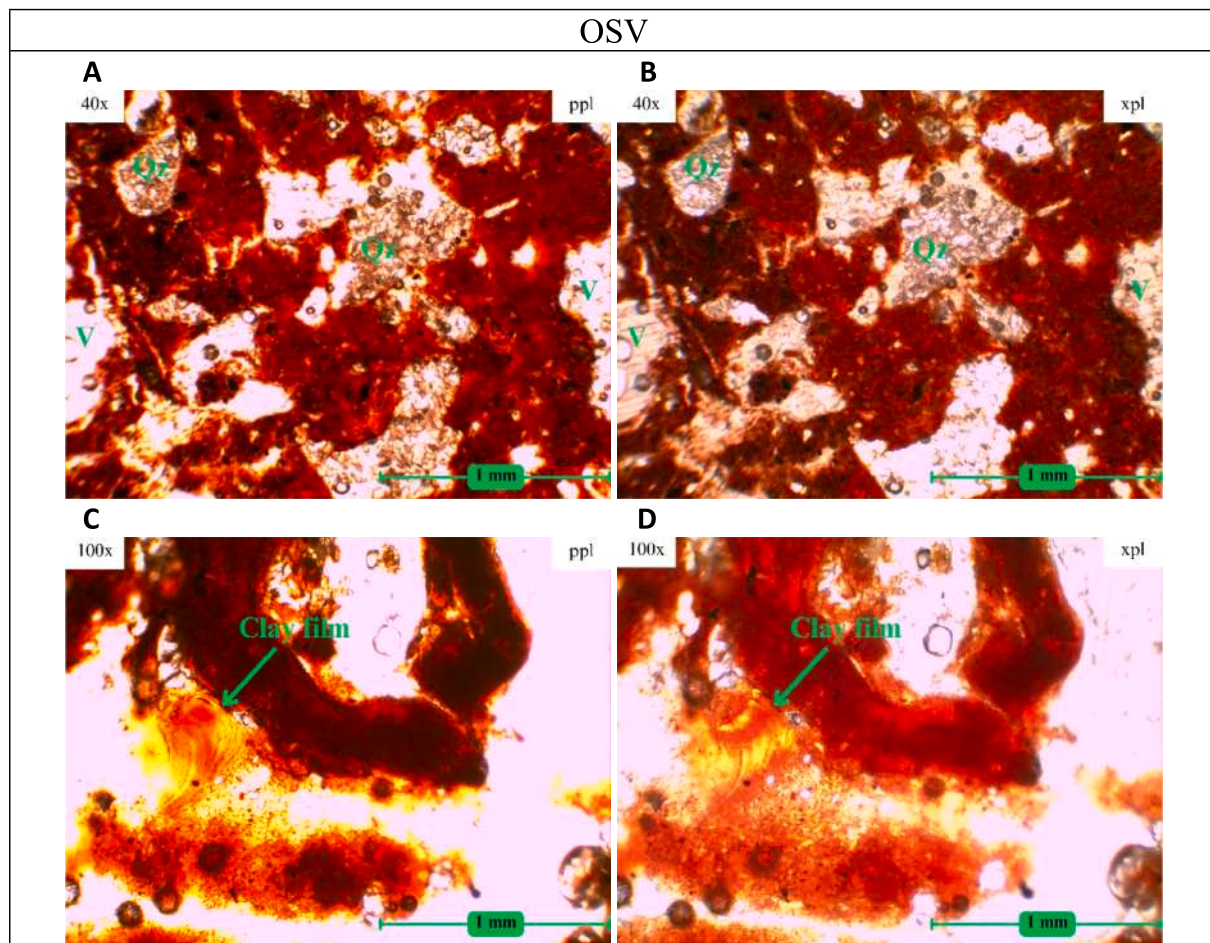 OSV
A
B
40x
ppl
40x
xpl
Qz
Qz
Qz
Qz
V
V
V
V
1 mm
1 mm
C
D
100x
ppl
100x
xpl
Clay film
Clay film
1 mm
1 mm